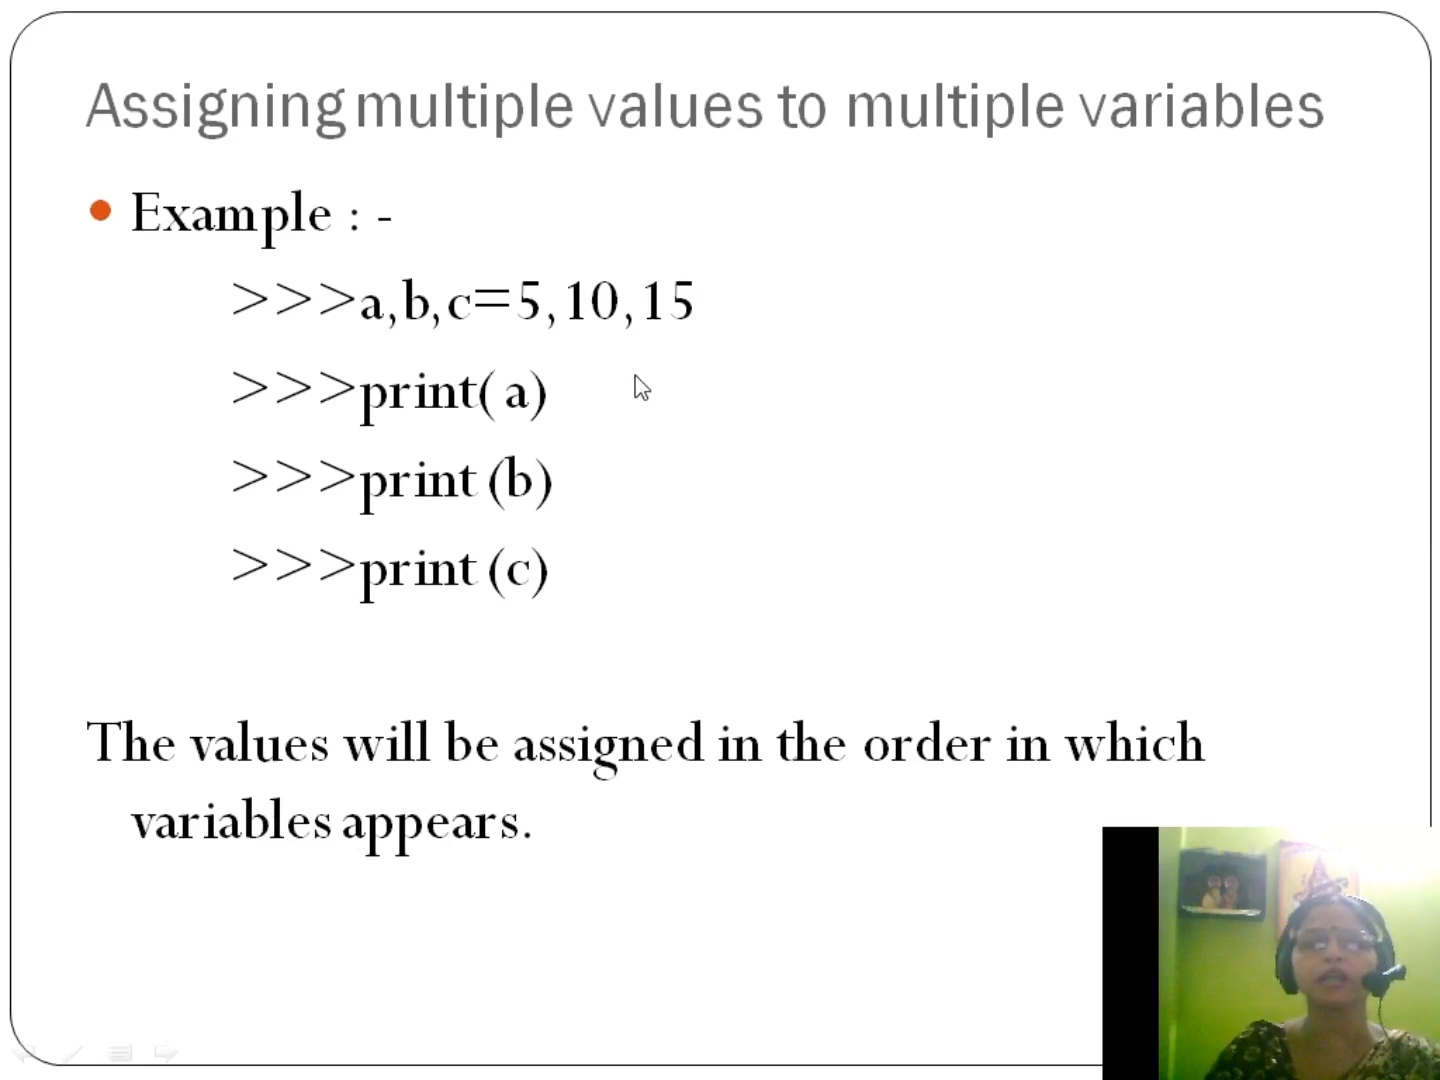 Assigning multiple values to multiple variables
Example : -
>>>a,b,c=5,10,15
>>>print( a)
>>>print (b)
>>>print (c)
The values will be assigned in the order in which
variables appears.